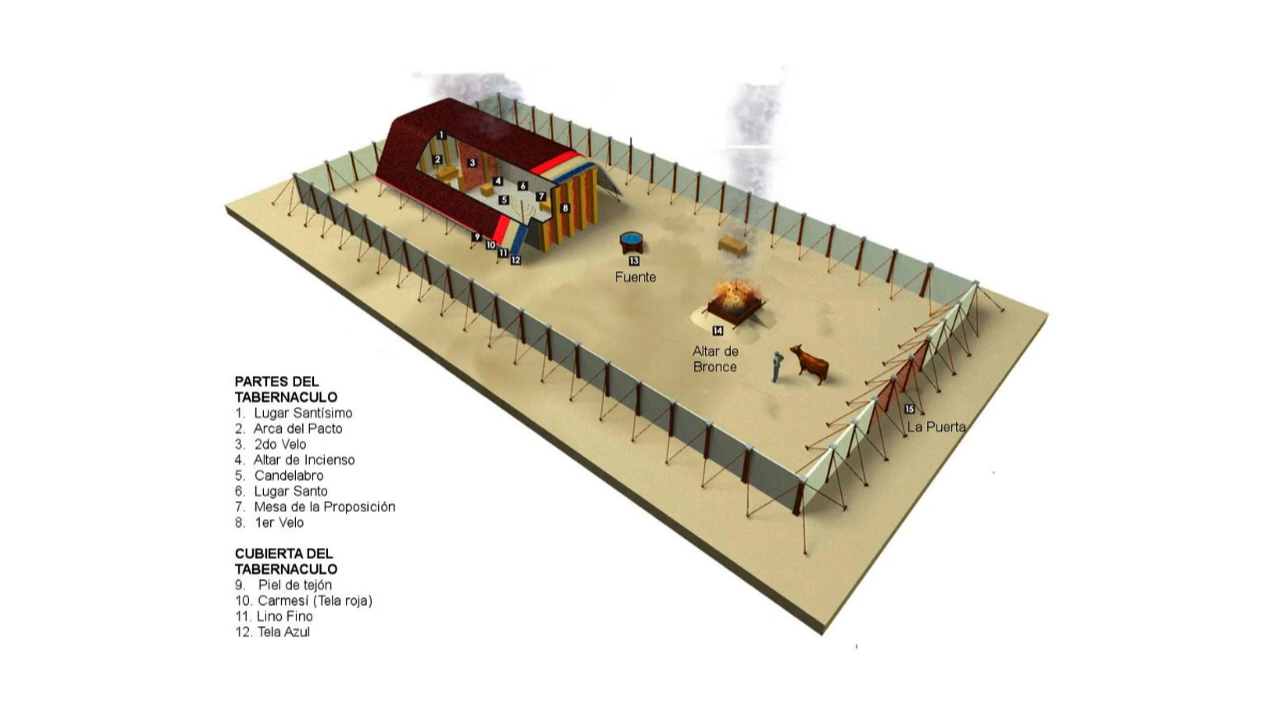 1
2
3
4
6
5
7
8
9
10
11
12
13
Fuente
14
Altar de
Bronce
15
La Puerta
PARTES DEL
TABERNACULO
1. Lugar Santísimo
2. Arca del Pacto
3. 2do Velo
4. Altar de Incienso
5. Candelabro
6. Lugar Santo
7. Mesa de la Proposición
8. 1er Velo
CUBIERTA DEL
TABERNACULO
9. Piel de tejón
10. Carmesí (Tela roja)
11. Lino Fino
12. Tela Azul